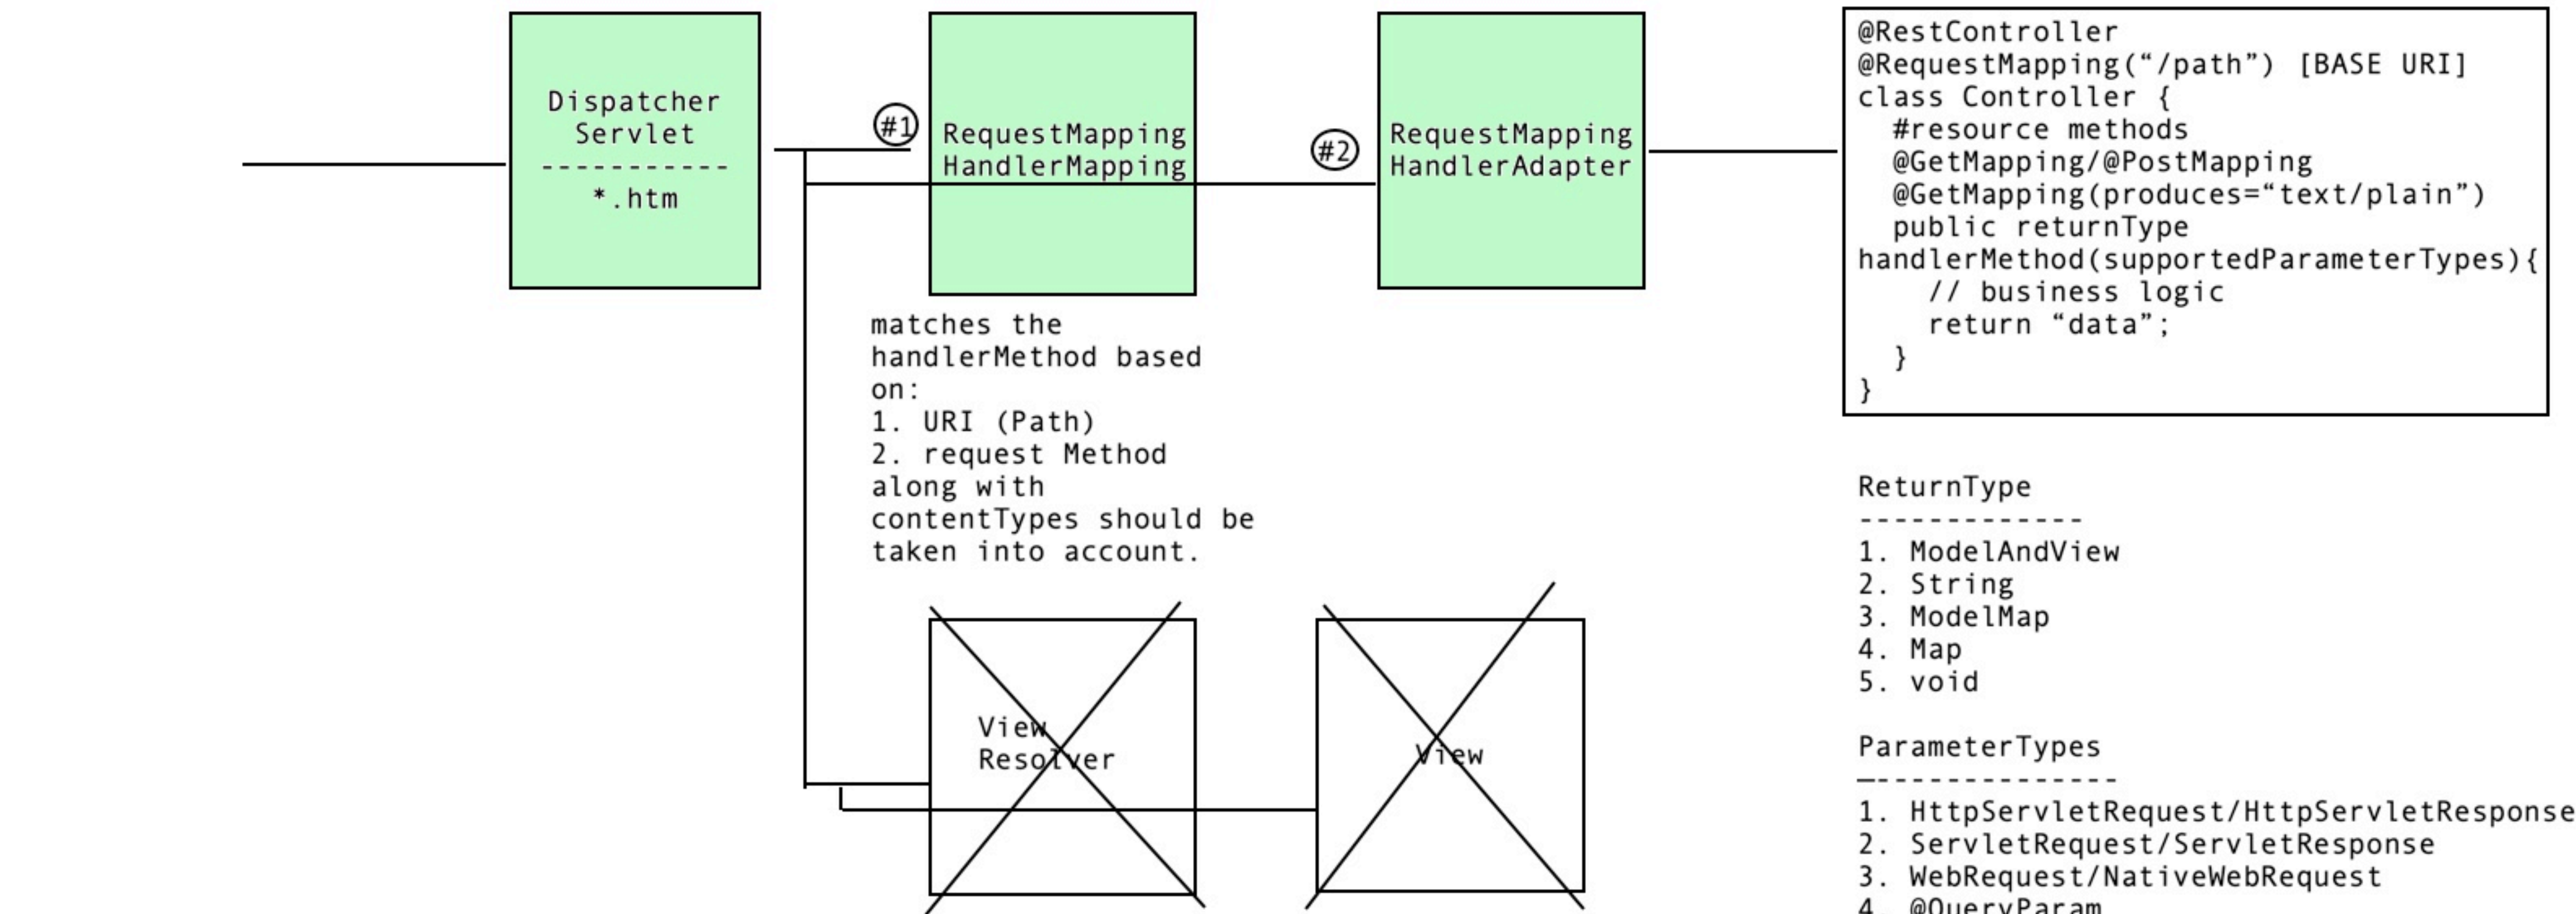 Dispatcher
Servlet
-----------
*.htm
#1
RequestMapping
HandlerMapping
#2
RequestMapping
HandlerAdapter
@RestController
@RequestMapping(“/path”) [BASE URI]
class Controller {
#resource methods
@GetMapping/@PostMapping
@GetMapping(produces=“text/plain”)
public returnType
handlerMethod(supportedParameterTypes){
// business logic
return “data”;
}
}
matches the
handlerMethod based
on:
1. URI (Path)
2. request Method
along with
contentTypes should be
taken into account.
View
Resolver
View
ReturnType
-------------
1. ModelAndView
2. String
3. ModelMap
4. Map
5. void
ParameterTypes
—--------------
1. HttpServletRequest/HttpServletResponse
2. ServletRequest/ServletResponse
3. WebRequest/NativeWebRequest
4. @QueryParam